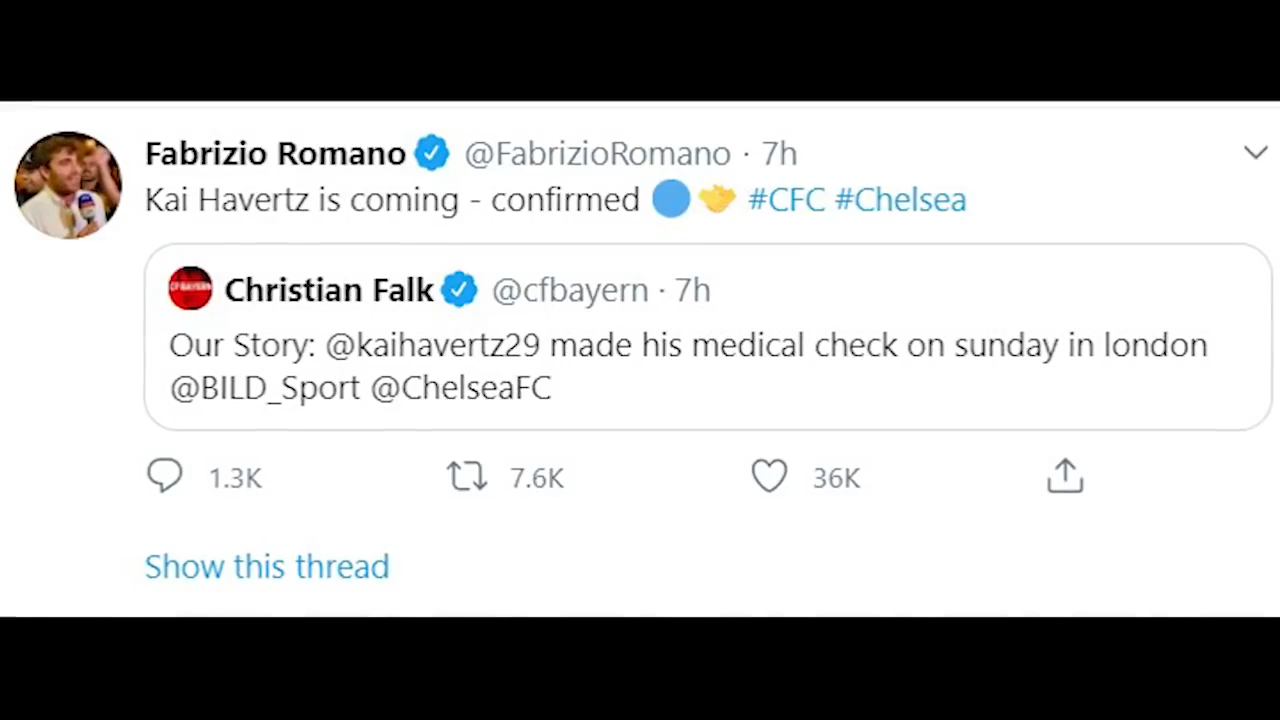 Fabrizio Romano @FabrizioRomano · 7h
Kai Havertz is coming - confirmed 🔵🤝 #CFC #Chelsea
CFBAYERN
Christian Falk @cfbayern · 7h
Our Story: @kaihavertz29 made his medical check on sunday in london
@BILD_Sport @ChelseaFC
1.3K 7.6K 36K
Show this thread